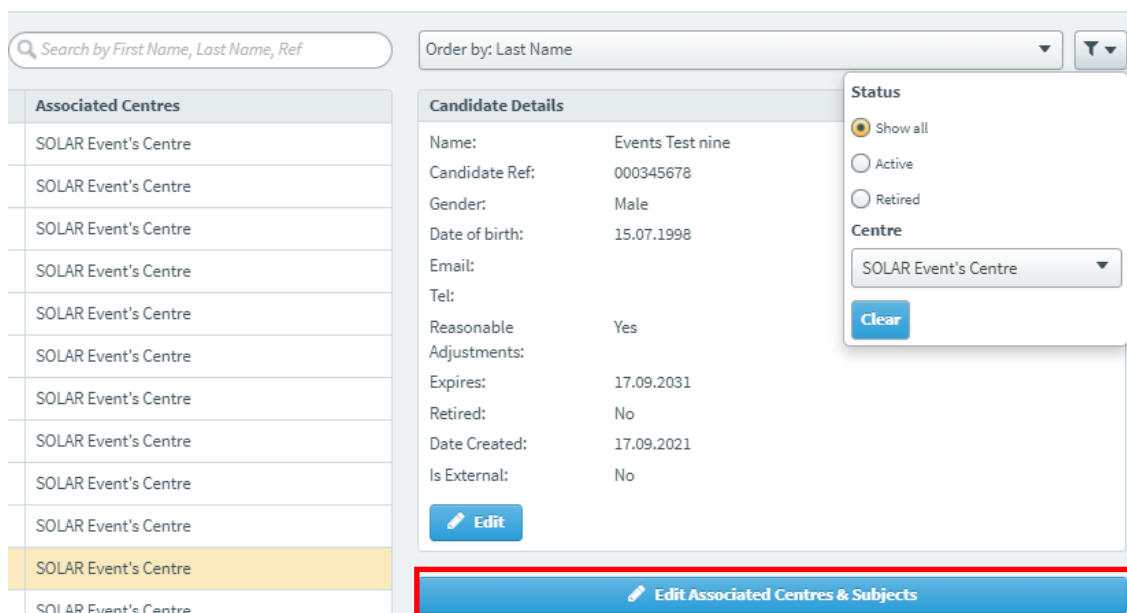 Search by First Name, Last Name, Ref
Order by: Last Name
Associated Centres
SOLAR Event's Centre
SOLAR Event's Centre
SOLAR Event's Centre
SOLAR Event's Centre
SOLAR Event's Centre
SOLAR Event's Centre
SOLAR Event's Centre
SOLAR Event's Centre
SOLAR Event's Centre
SOLAR Event's Centre
SOLAR Event's Centre
SOLAR Event's Centre
Candidate Details
Name: Events Test nine
Candidate Ref: 000345678
Gender: Male
Date of birth: 15.07.1998
Email:
Tel:
Reasonable Yes
Adjustments:
Expires: 17.09.2031
Retired: No
Date Created: 17.09.2021
Is External: No
Edit
Edit Associated Centres & Subjects
Status
Show all
Active
Retired
Centre
SOLAR Event's Centre
Clear